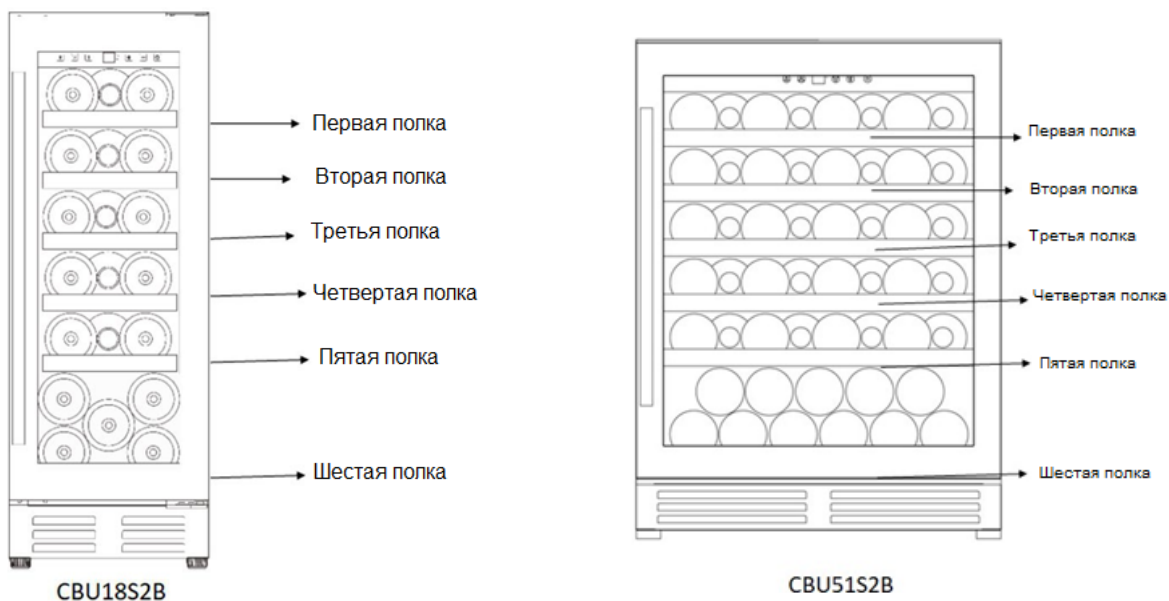 Первая полка
Вторая полка
Третья полка
Четвертая полка
Пятая полка
Шестая полка
CBU18S2B
Первая полка
Вторая полка
Третья полка
Четвертая полка
Пятая полка
Шестая полка
CBU51S2B